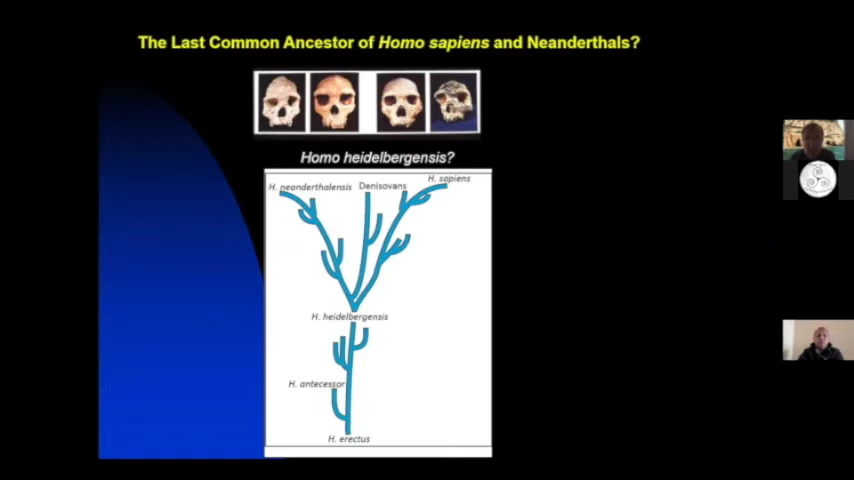 The Last Common Ancestor of Homo sapiens and Neanderthals?
Homo heidelbergensis?
H. neanderthalensis Denisovans H. sapiens
H. heidelbergensis
H. antecessor
H. erectus